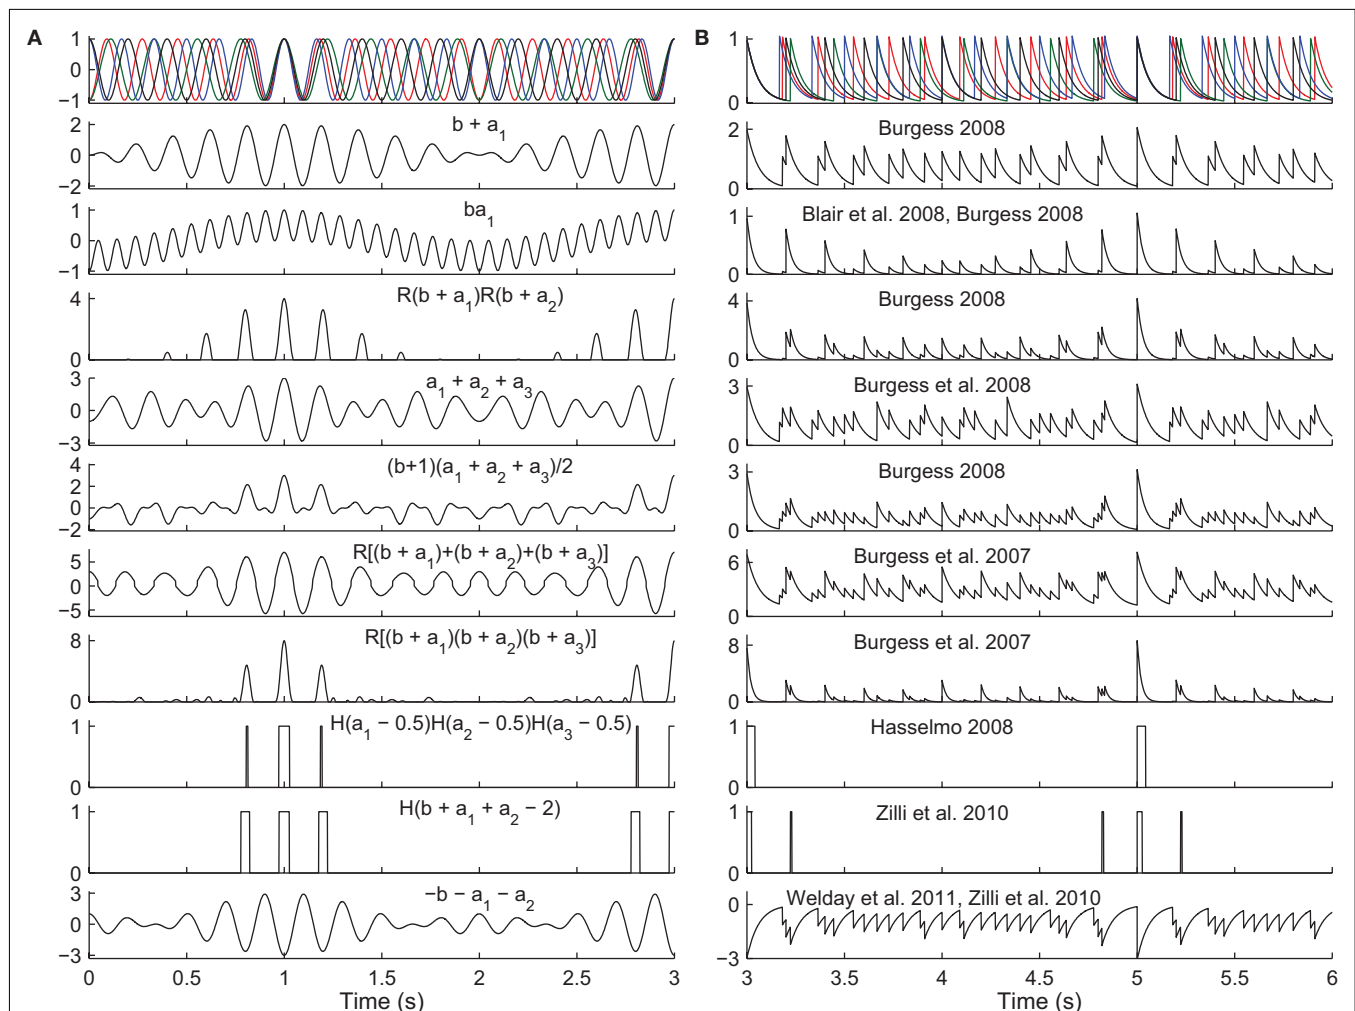 A
1
0
−1
b + a1
2
0
−2
ba1
1
0
−1
R(b + a1)R(b + a2)
4
0
a1 + a2 + a3
3
0
−3
(b+1)(a1 + a2 + a3)/2
4
2
0
−2
R[(b + a1)+(b + a2)+(b + a3)]
5
0
−5
R[(b + a1)(b + a2)(b + a3)]
8
0
H(a1 − 0.5)H(a2 − 0.5)H(a3 − 0.5)
1
0
H(b + a1 + a2 − 2)
1
0
−b − a1 − a2
3
0
−3
0 0.5 1 1.5 2 2.5 3
Time (s)
B
1
0
Burgess 2008
2
0
Blair et al. 2008, Burgess 2008
1
0
Burgess 2008
4
0
Burgess et al. 2008
3
0
Burgess 2008
3
0
Burgess et al. 2007
6
0
Burgess et al. 2007
8
0
Hasselmo 2008
1
0
Zilli et al. 2010
1
0
Welday et al. 2011, Zilli et al. 2010
0
−3
3 3.5 4 4.5 5 5.5 6
Time (s)